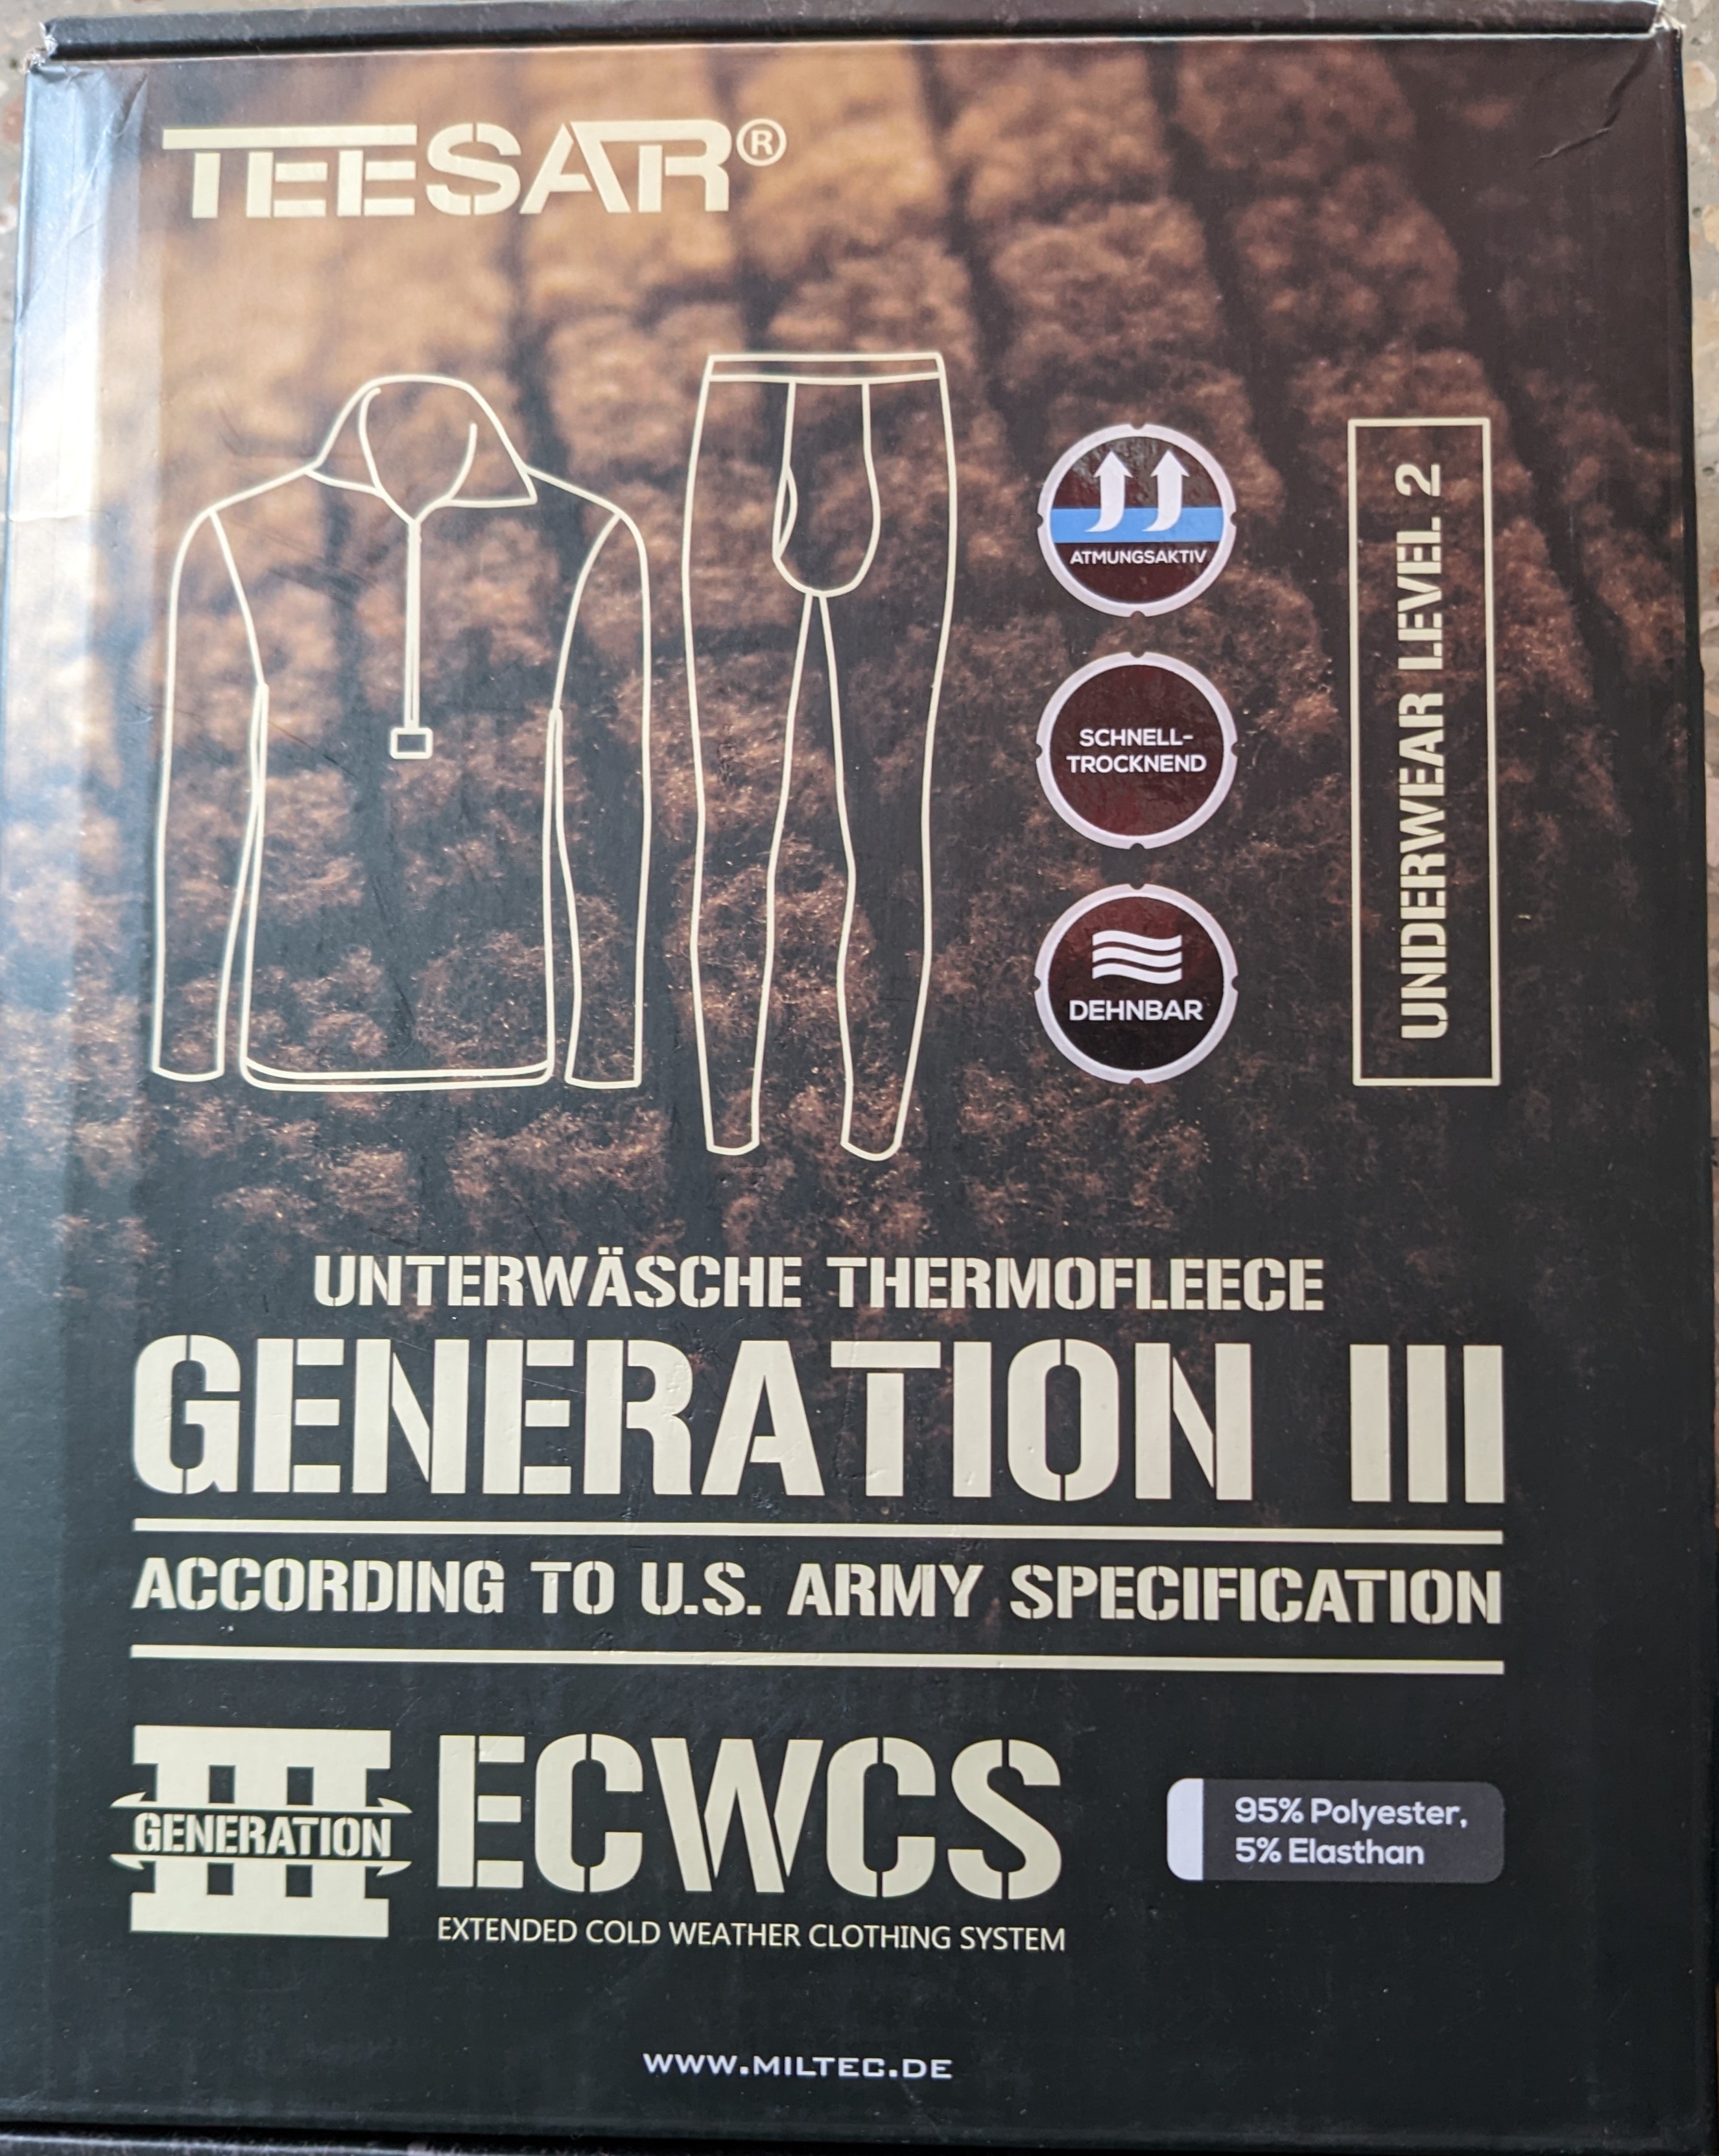 TEESAR®
ATMUNGSAKTIV
SCHNELL-
TROCKNEND
DEHNBAR
UNDERWEAR LEVEL 2
UNTERWÄSCHE THERMOFLEECE
GENERATION III
ACCORDING TO U.S. ARMY SPECIFICATION
III
GENERATION
ECWCS
EXTENDED COLD WEATHER CLOTHING SYSTEM
95% Polyester,
5% Elasthan
WWW.MILTEC.DE